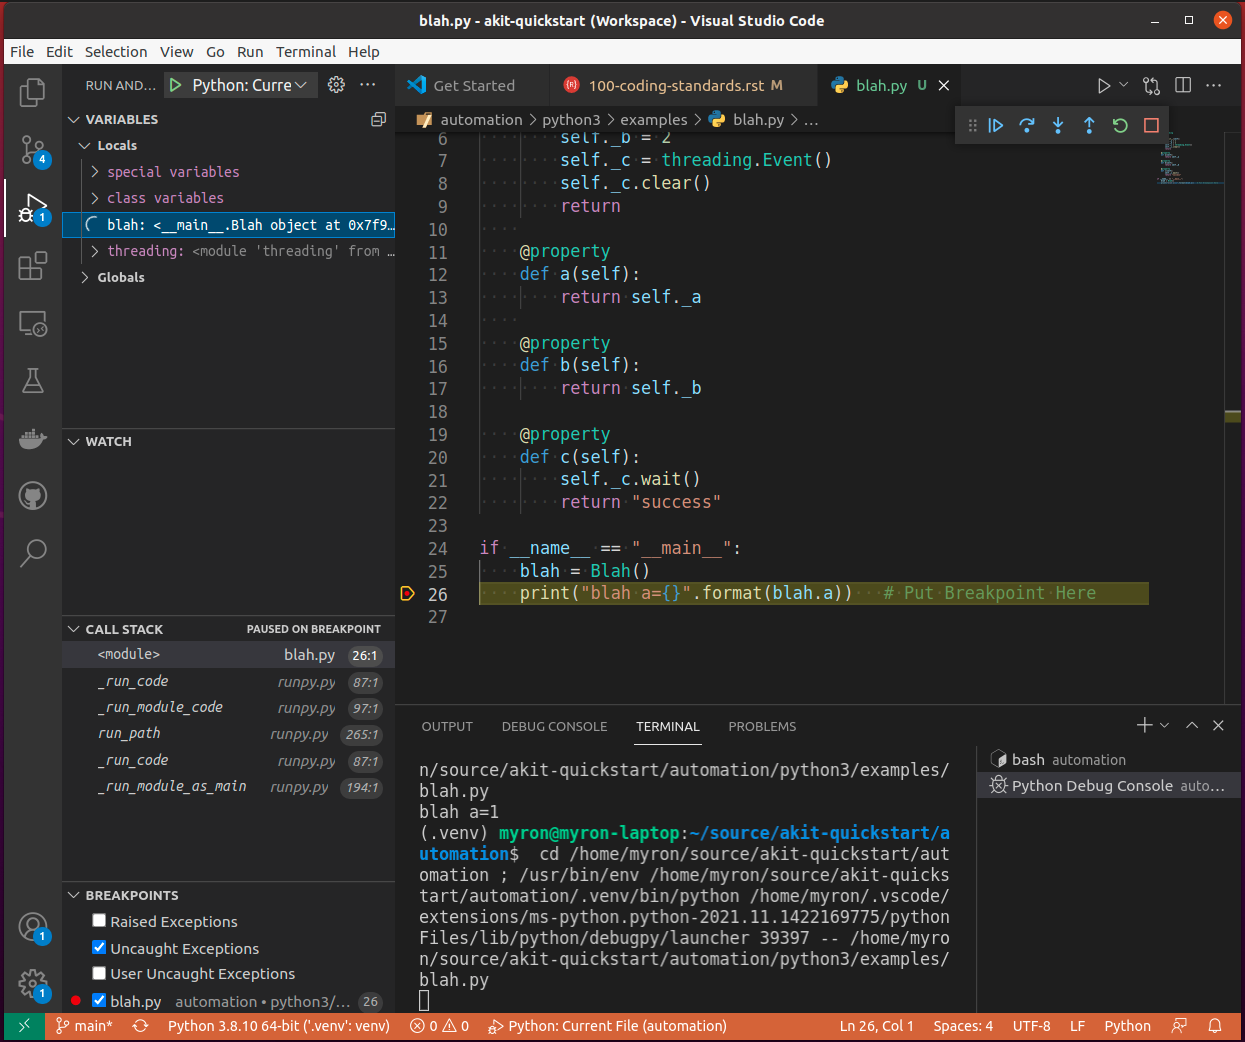 blah.py - akit-quickstart (Workspace) - Visual Studio Code
File Edit Selection View Go Run Terminal Help
RUN AND... Python: Curre ...
Get Started
100-coding-standards.rst M
blah.py U
4
1
VARIABLES
Locals
special variables
class variables
blah: <__main__.Blah object at 0x7f9...
threading: <module 'threading' from ...
Globals
WATCH
CALL STACK PAUSED ON BREAKPOINT
<module> blah.py 26:1
_run_code runpy.py 87:1
_run_module_code runpy.py 97:1
run_path runpy.py 265:1
_run_code runpy.py 87:1
_run_module_as_main runpy.py 194:1
BREAKPOINTS
Raised Exceptions
Uncaught Exceptions
User Uncaught Exceptions
blah.py automation • python3/... 26
1
1
automation > python3 > examples > blah.py > ...
6 self._b = 2
7 self._c = threading.Event()
8 self._c.clear()
9 return
10
11 @property
12 def a(self):
13 return self._a
14
15 @property
16 def b(self):
17 return self._b
18
19 @property
20 def c(self):
21 self._c.wait()
22 return "success"
23
24 if __name__ == "__main__":
25 blah = Blah()
26 print("blah a={}".format(blah.a)) # Put Breakpoint Here
27
OUTPUT DEBUG CONSOLE TERMINAL PROBLEMS
n/source/akit-quickstart/automation/python3/examples/
blah.py
blah a=1
(.venv) myron@myron-laptop:~/source/akit-quickstart/a
utomation$ cd /home/myron/source/akit-quickstart/aut
omation ; /usr/bin/env /home/myron/source/akit-quicks
tart/automation/.venv/bin/python /home/myron/.vscode/
extensions/ms-python.python-2021.11.1422169775/python
Files/lib/python/debugpy/launcher 39397 -- /home/myro
n/source/akit-quickstart/automation/python3/examples/
blah.py
bash automation
Python Debug Console auto...
main* Python 3.8.10 64-bit ('.venv': venv) 0 0 Python: Current File (automation) Ln 26, Col 1 Spaces: 4 UTF-8 LF Python